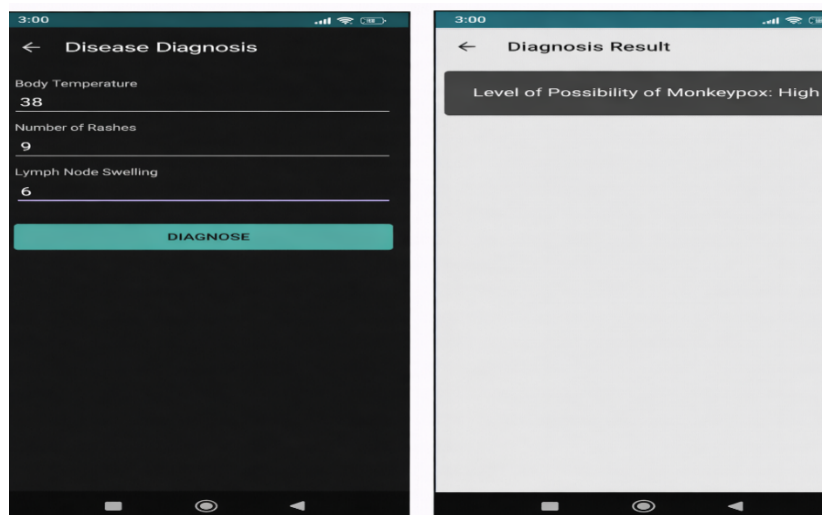 3:00
Disease Diagnosis
Body Temperature
38
Number of Rashes
9
Lymph Node Swelling
6
DIAGNOSE
3:00
Diagnosis Result
Level of Possibility of Monkeypox: High